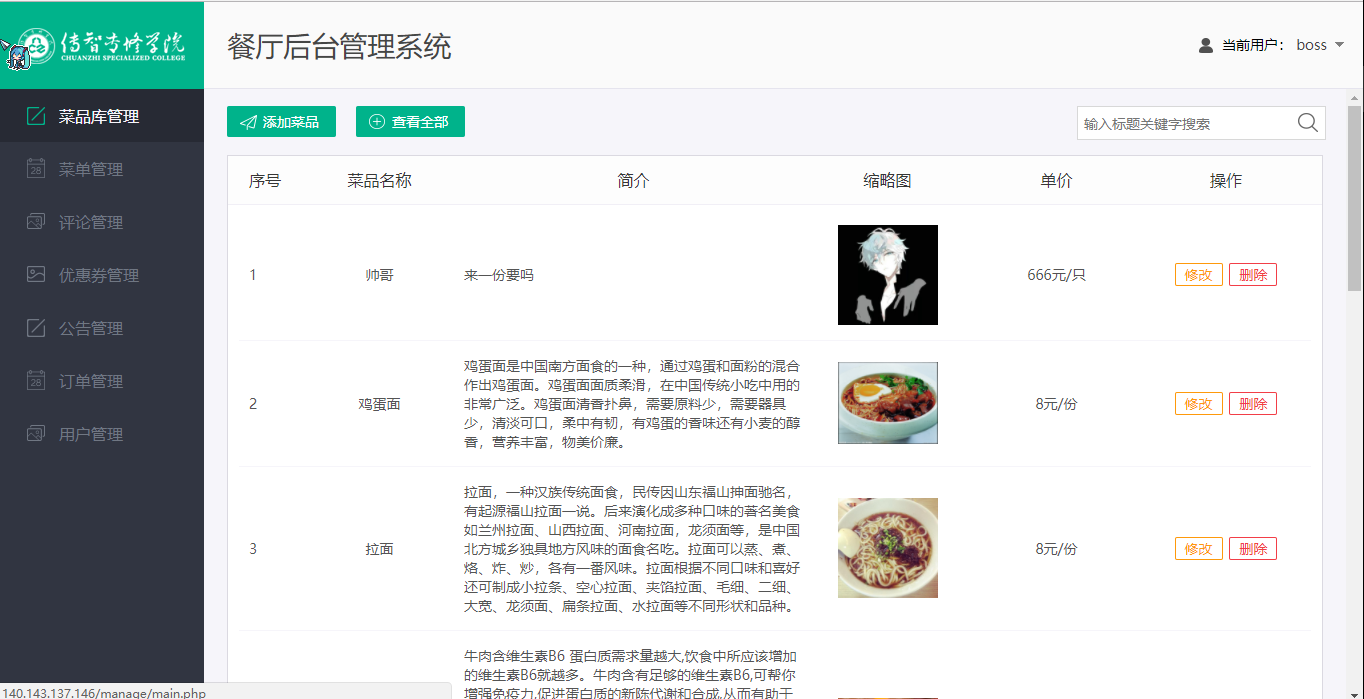 传智专修学院
CHUANZHI SPECIALIZED COLLEGE
餐厅后台管理系统
当前用户： boss
菜品库管理
28 菜单管理
评论管理
优惠券管理
公告管理
28 订单管理
用户管理
添加菜品
查看全部
输入标题关键字搜索
序号 菜品名称 简介 缩略图 单价 操作
1 帅哥 来一份要吗 666元/只 修改 删除
2 鸡蛋面
鸡蛋面是中国南方面食的一种，通过鸡蛋和面粉的混合
作出鸡蛋面。鸡蛋面面质柔滑，在中国传统小吃中用的
非常广泛。鸡蛋面清香扑鼻，需要原料少，需要器具
少，清淡可口，柔中有韧，有鸡蛋的香味还有小麦的醇
香，营养丰富，物美价廉。
8元/份 修改 删除
3 拉面
拉面，一种汉族传统面食，民传因山东福山抻面驰名，
有起源福山拉面一说。后来演化成多种口味的著名美食
如兰州拉面、山西拉面、河南拉面，龙须面等，是中国
北方城乡独具地方风味的面食名吃。拉面可以蒸、煮、
烙、炸、炒，各有一番风味。拉面根据不同口味和喜好
还可制成小拉条、空心拉面、夹馅拉面、毛细、二细、
大宽、龙须面、扁条拉面、水拉面等不同形状和品种。
8元/份 修改 删除
牛肉含维生素B6 蛋白质需求量越大,饮食中所应该增加
的维生素B6就越多。牛肉含有足够的维生素B6,可帮你
增强免疫力,促进蛋白质的新陈代谢和合成,从而有助于
140.143.137.146/manage/main.php